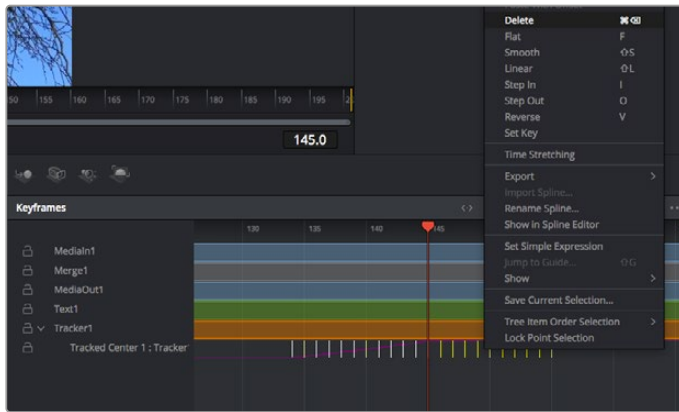 Delete ⌘⌫
Flat F
Smooth ⇧S
Linear ⇧L
Step In I
Step Out O
Reverse V
Set Key
Time Stretching
Export >
Import Spline...
Rename Spline...
Show in Spline Editor
Set Simple Expression
Jump to Guide... ⇧G
Show >
Save Current Selection...
Tree Item Order Selection >
Lock Point Selection
50 155 160 165 170 175 180 185 190 195
145.0
Keyframes
130 135 140 145
MediaIn1
Merge1
MediaOut1
Text1
Tracker1
Tracked Center 1 : Tracker